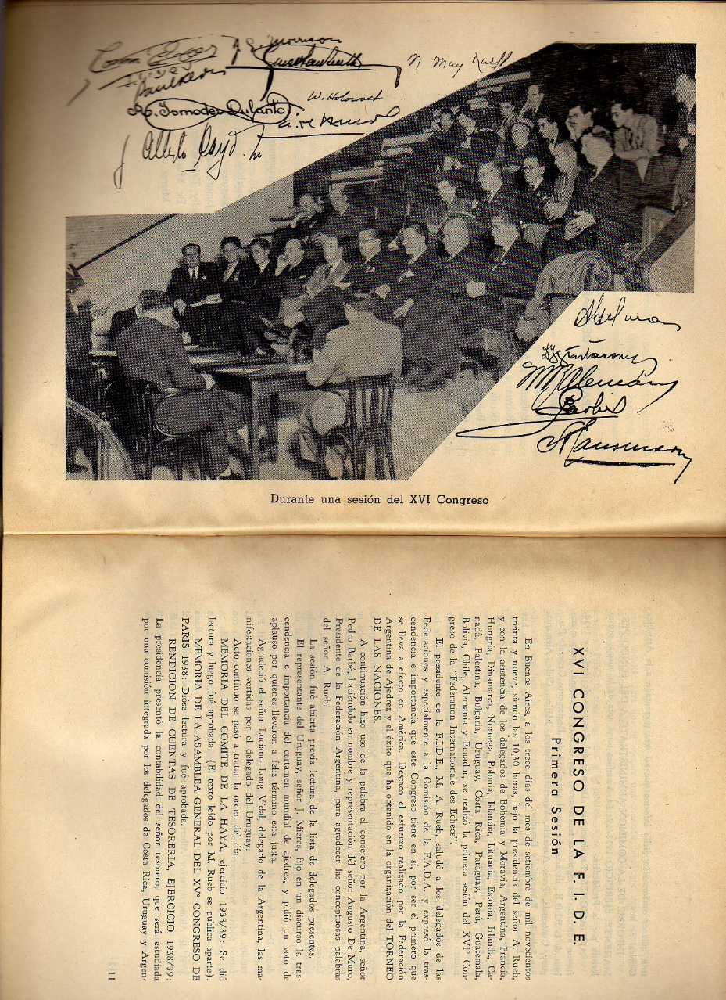 J. E. Morrison
W. Holowach
Alberto
Durante una sesión del XVI Congreso
XVI CONGRESO DE LA F. I. D. E.
Primera Sesión
En Buenos Aires, a los trece días del mes de setiembre de mil novecientos
treinta y nueve, siendo las 10,30 horas, bajo la presidencia del señor A. Rueb,
y con la asistencia de los delegados de Bohemia y Moravia, Argentina, Francia,
Hungría, Dinamarca, Noruega, Polonia, Islandia, Lituania, Estonia, Irlanda, Ca-
nadá, Palestina, Bulgaria, Uruguay, Costa Rica, Paraguay, Perú, Guatemala,
Bolivia, Chile, Alemania y Ecuador, se realizó la primera sesión del XVIº Con-
greso de la "Federation Internationale des Echecs".
El presidente de la F.I.D.E., M. A. Rueb, saludó a los delegados de las
Federaciones y especialmente a la Comisión de la F.A.D.A. y expresó la tras-
cendencia e importancia que este Congreso tiene en sí, por ser el primero que
se lleva a efecto en América. Destacó el esfuerzo realizado por la Federación
Argentina de Ajedrez y el éxito que ha obtenido en la organización del TORNEO
DE LAS NACIONES.
A continuación hizo uso de la palabra el consejero por la Argentina, señor
Pedro Barbé, haciéndolo en nombre y representación del señor Augusto De Muro,
Presidente de la Federación Argentina, para agradecer las conceptuosas palabras
del señor A. Rueb.
La sesión fué abierta previa lectura de la lista de delegados presentes.
El representante del Uruguay, señor J. Mieres, fijó en un discurso la tras-
cendencia e importancia del certamen mundial de ajedrez, y pidió un voto de
aplauso por quienes llevaron a feliz término esta justa.
Agradeció el señor Luciano Long Vidal, delegado de la Argentina, las ma-
nifestaciones vertidas por el delegado del Uruguay.
Acto continuo se pasó a tratar la orden del día.
MEMORIA DEL COMITE DE LA HAYA, ejercicio 1938/39: Se dió
lectura y luego fué aprobada. (El texto leído por M. Rueb se publica aparte).
MEMORIA DE LA ASAMBLEA GENERAL DEL XVº CONGRESO DE
PARIS 1938: Dióse lectura y fué aprobada.
RENDICION DE CUENTAS DE TESORERIA, EJERCICIO 1938/39:
La presidencia presentó la contabilidad del señor tesorero, que será estudiada
por una comisión integrada por los delegados de Costa Rica, Uruguay y Argen-
11